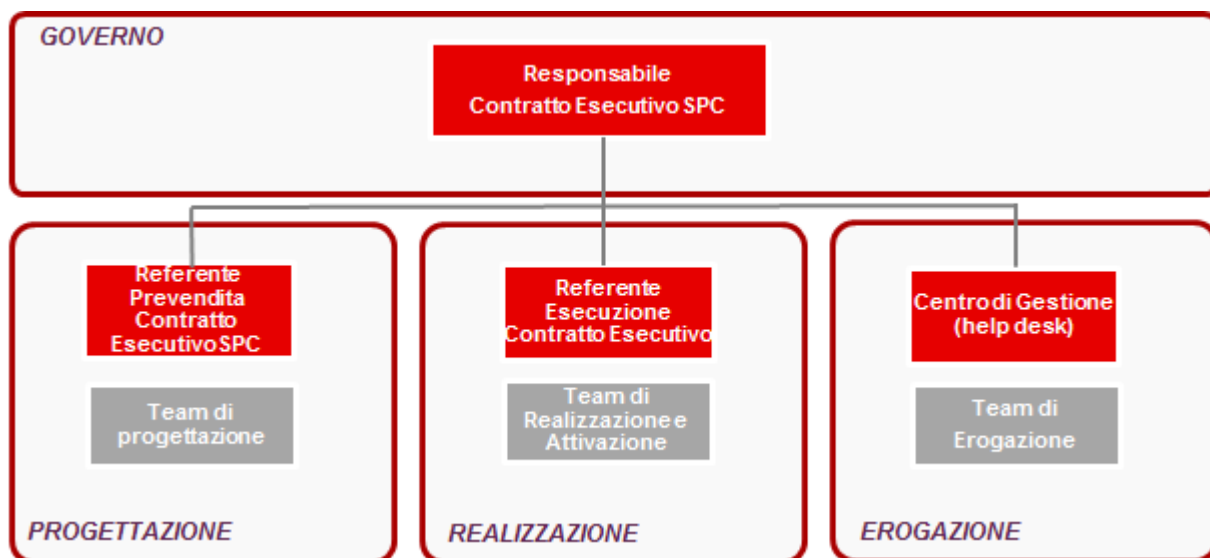 GOVERNO
Responsabile
Contratto Esecutivo SPC
Referente
Prevendita
Contratto
Esecutivo SPC
Team di
progettazione
PROGETTAZIONE
Referente
Esecuzione
Contratto Esecutivo
Team di
Realizzazione e
Attivazione
REALIZZAZIONE
Centro di Gestione
(help desk)
Team di
Erogazione
EROGAZIONE